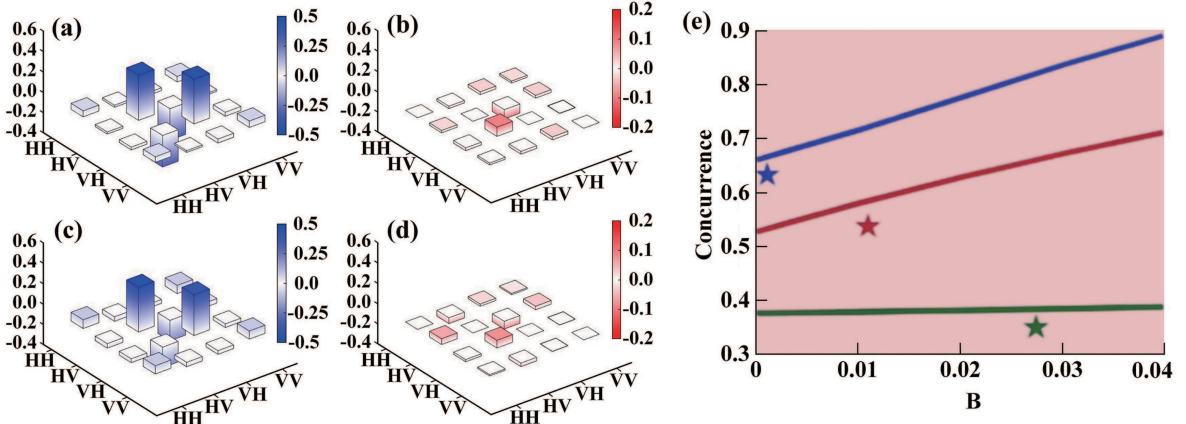 (a)
0.6
0.4
0.2
0.0
-0.2
-0.4
HH
HV
VH
VV
HH
HV
VH
VV
0.5
0.25
0.0
-0.25
-0.5
(b)
0.6
0.4
0.2
0.0
-0.2
-0.4
HH
HV
VH
VV
HH
HV
VH
VV
0.2
0.1
0.0
-0.1
-0.2
(c)
0.6
0.4
0.2
0.0
-0.2
-0.4
HH
HV
VH
VV
HH
HV
VH
VV
0.5
0.25
0.0
-0.25
-0.5
(d)
0.6
0.4
0.2
0.0
-0.2
-0.4
HH
HV
VH
VV
HH
HV
VH
VV
0.2
0.1
0.0
-0.1
-0.2
(e)
Concurrence
0.9
0.8
0.7
0.6
0.5
0.4
0.3
0 0.01 0.02 0.03 0.04
B